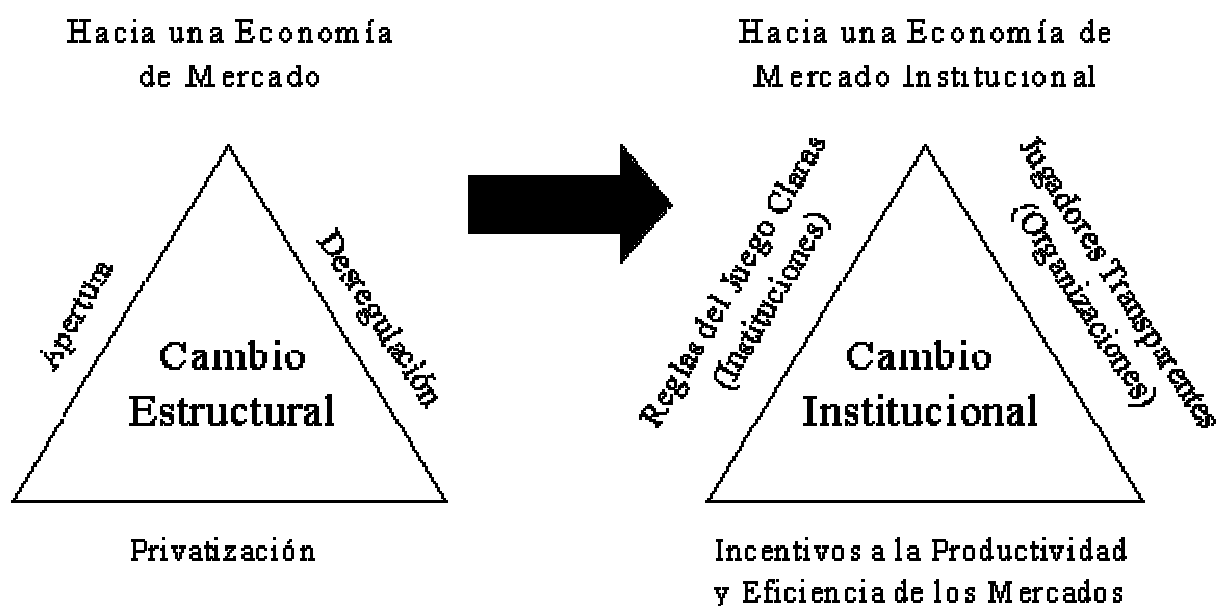 Hacia una Economía
de Mercado
Apertura
Desregulación
Cambio
Estructural
Privatización
Hacia una Economía de
Mercado Institucional
Reglas del Juego Claras
(Instituciones)
Jugadores Transparentes
(Organizaciones)
Cambio
Institucional
Incentivos a la Productividad
y Eficiencia de los Mercados